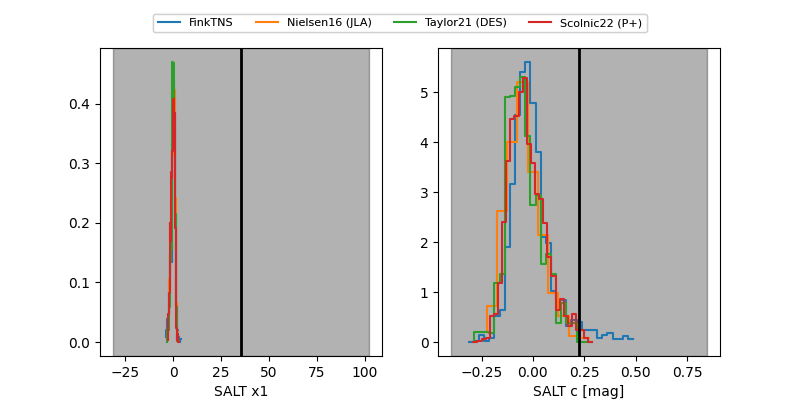 FinkTNS Nielsen16 (JLA) Taylor21 (DES) Scolnic22 (P+)
0.4
0.3
0.2
0.1
0.0
−25 0 25 50 75 100
SALT x1
5
4
3
2
1
0
−0.25 0.00 0.25 0.50 0.75
SALT c [mag]